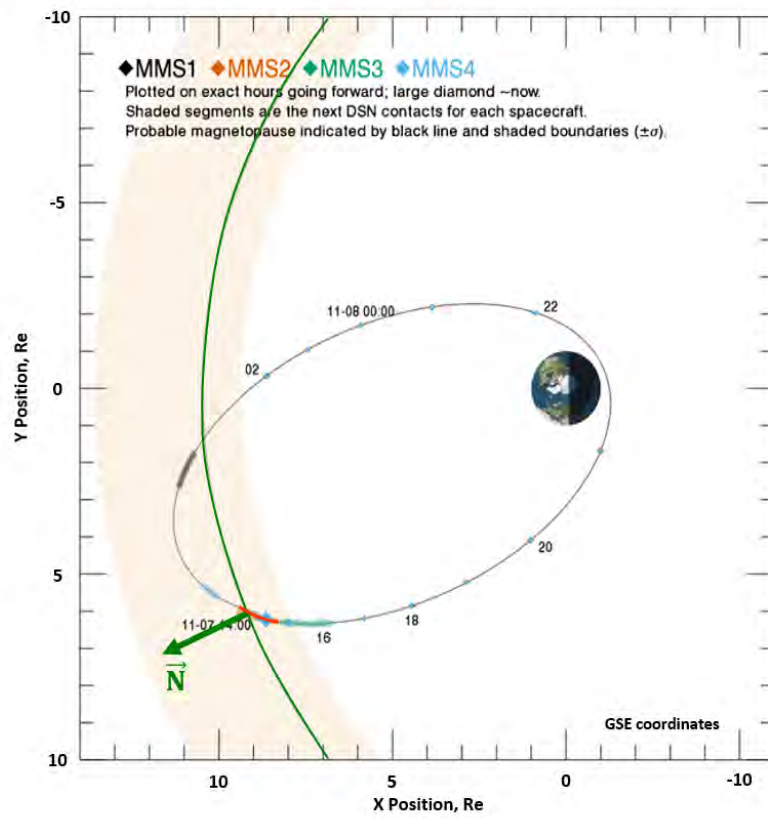 -10
◆MMS1 ◆MMS2 ◆MMS3 ◆MMS4
Plotted on exact hours going forward; large diamond ~now.
Shaded segments are the next DSN contacts for each spacecraft.
Probable magnetopause indicated by black line and shaded boundaries (±σ).
-5
11-08 00:00
22
02
Y Position, Re
0
20
5
18
11-07 14:00
16
N
GSE coordinates
10
10 5 0 -10
X Position, Re